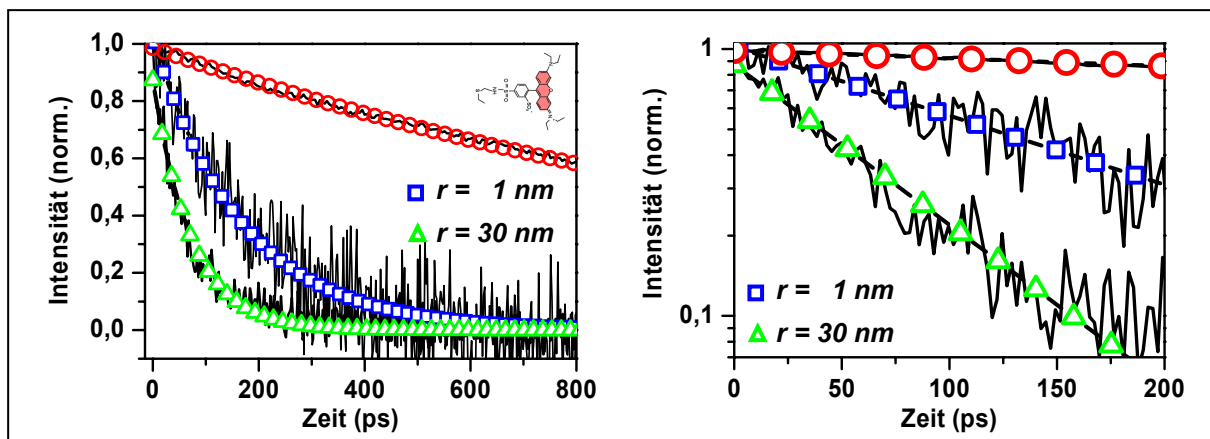 1,0
0,8
0,6
0,4
0,2
0,0
Intensität (norm.)
r = 1 nm
r = 30 nm
0 200 400 600 800
Zeit (ps)
1
0,1
Intensität (norm.)
r = 1 nm
r = 30 nm
0 50 100 150 200
Zeit (ps)